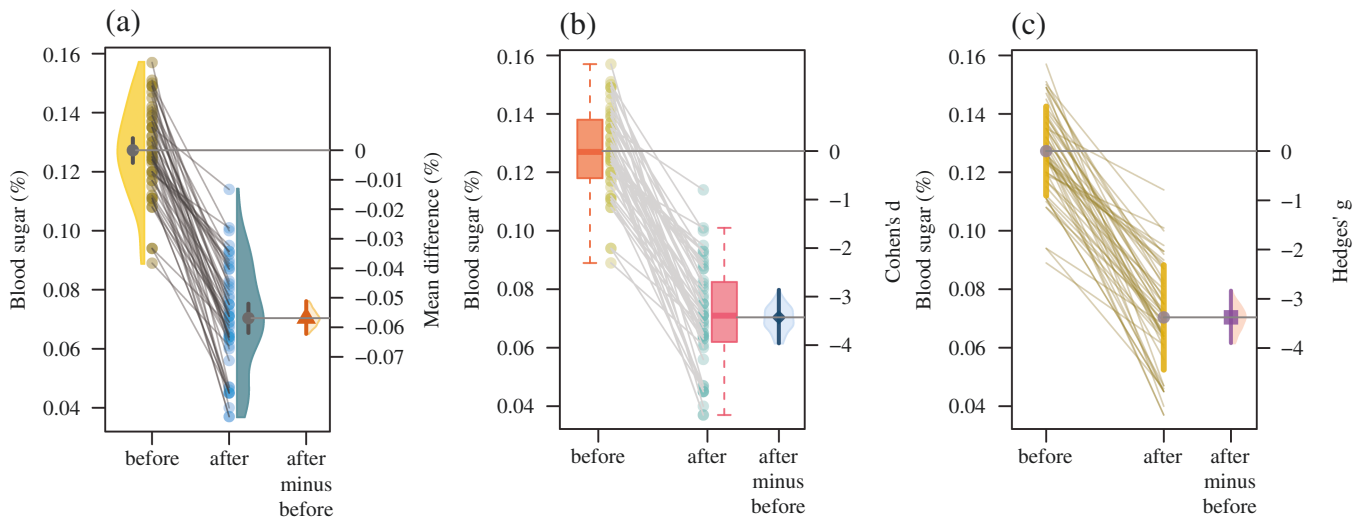 (a)
Blood sugar (%)
0.16
0.14
0.12
0.10
0.08
0.06
0.04
0
−0.01
−0.02
−0.03
−0.04
−0.05
−0.06
−0.07
Mean difference (%)
before
after
after
minus
before
(b)
Blood sugar (%)
0.16
0.14
0.12
0.10
0.08
0.06
0.04
0
−1
−2
−3
−4
Cohen's d
before
after
after
minus
before
(c)
Blood sugar (%)
0.16
0.14
0.12
0.10
0.08
0.06
0.04
0
−1
−2
−3
−4
Hedges' g
before
after
after
minus
before